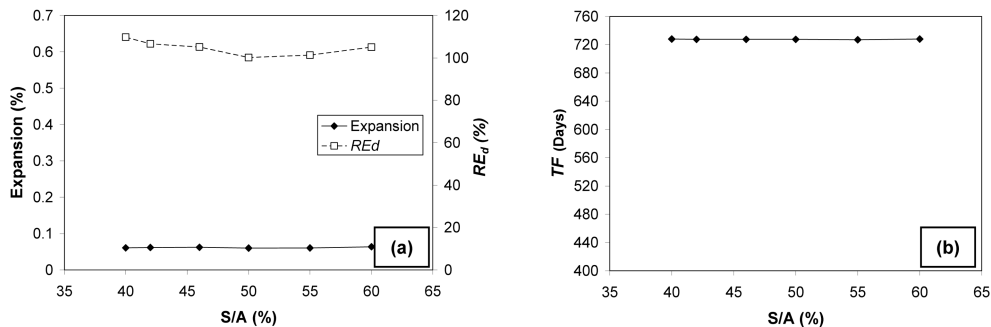 0.7
0.6
0.5
0.4
0.3
0.2
0.1
0
Expansion (%)
120
100
80
60
40
20
0
REd (%)
Expansion
REd
(a)
35 40 45 50 55 60 65
S/A (%)
760
720
680
640
600
560
520
480
440
400
TF (Days)
(b)
35 40 45 50 55 60 65
S/A (%)